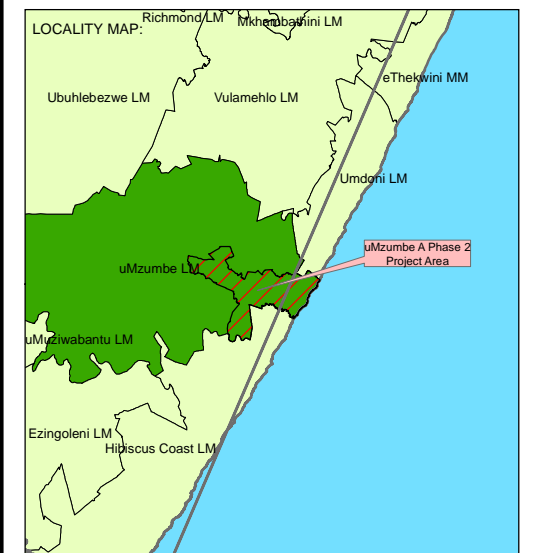 Richmond LM
Mkhambathini LM
LOCALITY MAP:
eThekwini MM
Ubuhlebezwe LM
Vulamehlo LM
Umdoni LM
uMzumbe A Phase 2
Project Area
uMzumbe LM
uMuziwabantu LM
Ezingoleni LM
Hibiscus Coast LM